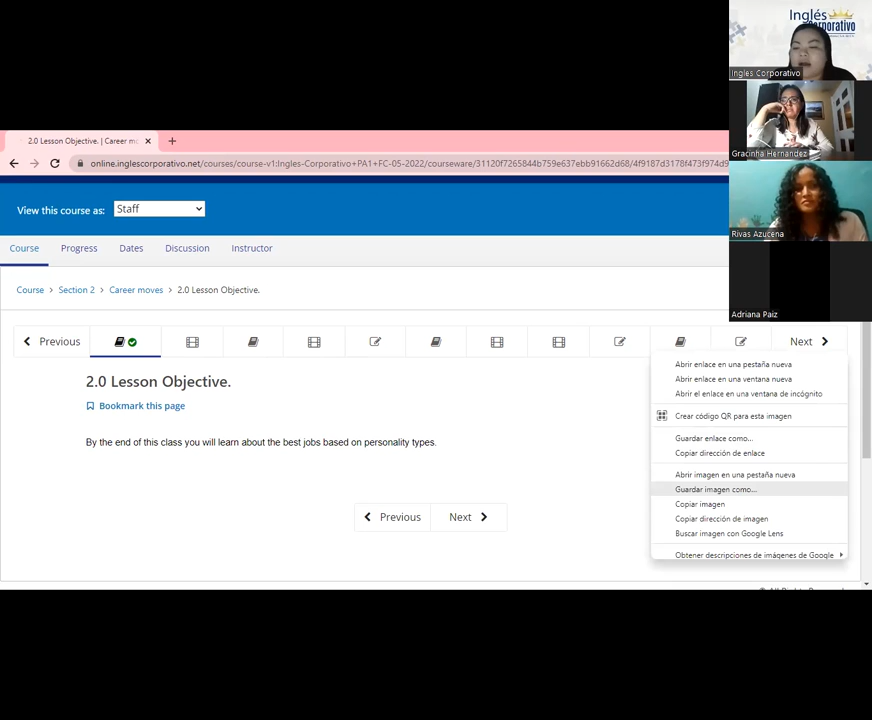 Inglés
Corporativo
Ingles Corporativo
Gracinha Hernandez
Rivas Azucena
Adriana Paiz
2.0 Lesson Objective. | Career mo
online.inglescorporativo.net/courses/course-v1:Ingles-Corporativo+PA1+FC-05-2022/courseware/31120f7265844b759e637ebb91662d68/4f9187d3178f473f974d9
View this course as: Staff
Course Progress Dates Discussion Instructor
Course > Section 2 > Career moves > 2.0 Lesson Objective.
Previous Next
2.0 Lesson Objective.
Bookmark this page
By the end of this class you will learn about the best jobs based on personality types.
Previous Next
Abrir enlace en una pestaña nueva
Abrir enlace en una ventana nueva
Abrir el enlace en una ventana de incógnito
Crear código QR para esta imagen
Guardar enlace como...
Copiar dirección de enlace
Abrir imagen en una pestaña nueva
Guardar imagen como...
Copiar imagen
Copiar dirección de imagen
Buscar imagen con Google Lens
Obtener descripciones de imágenes de Google